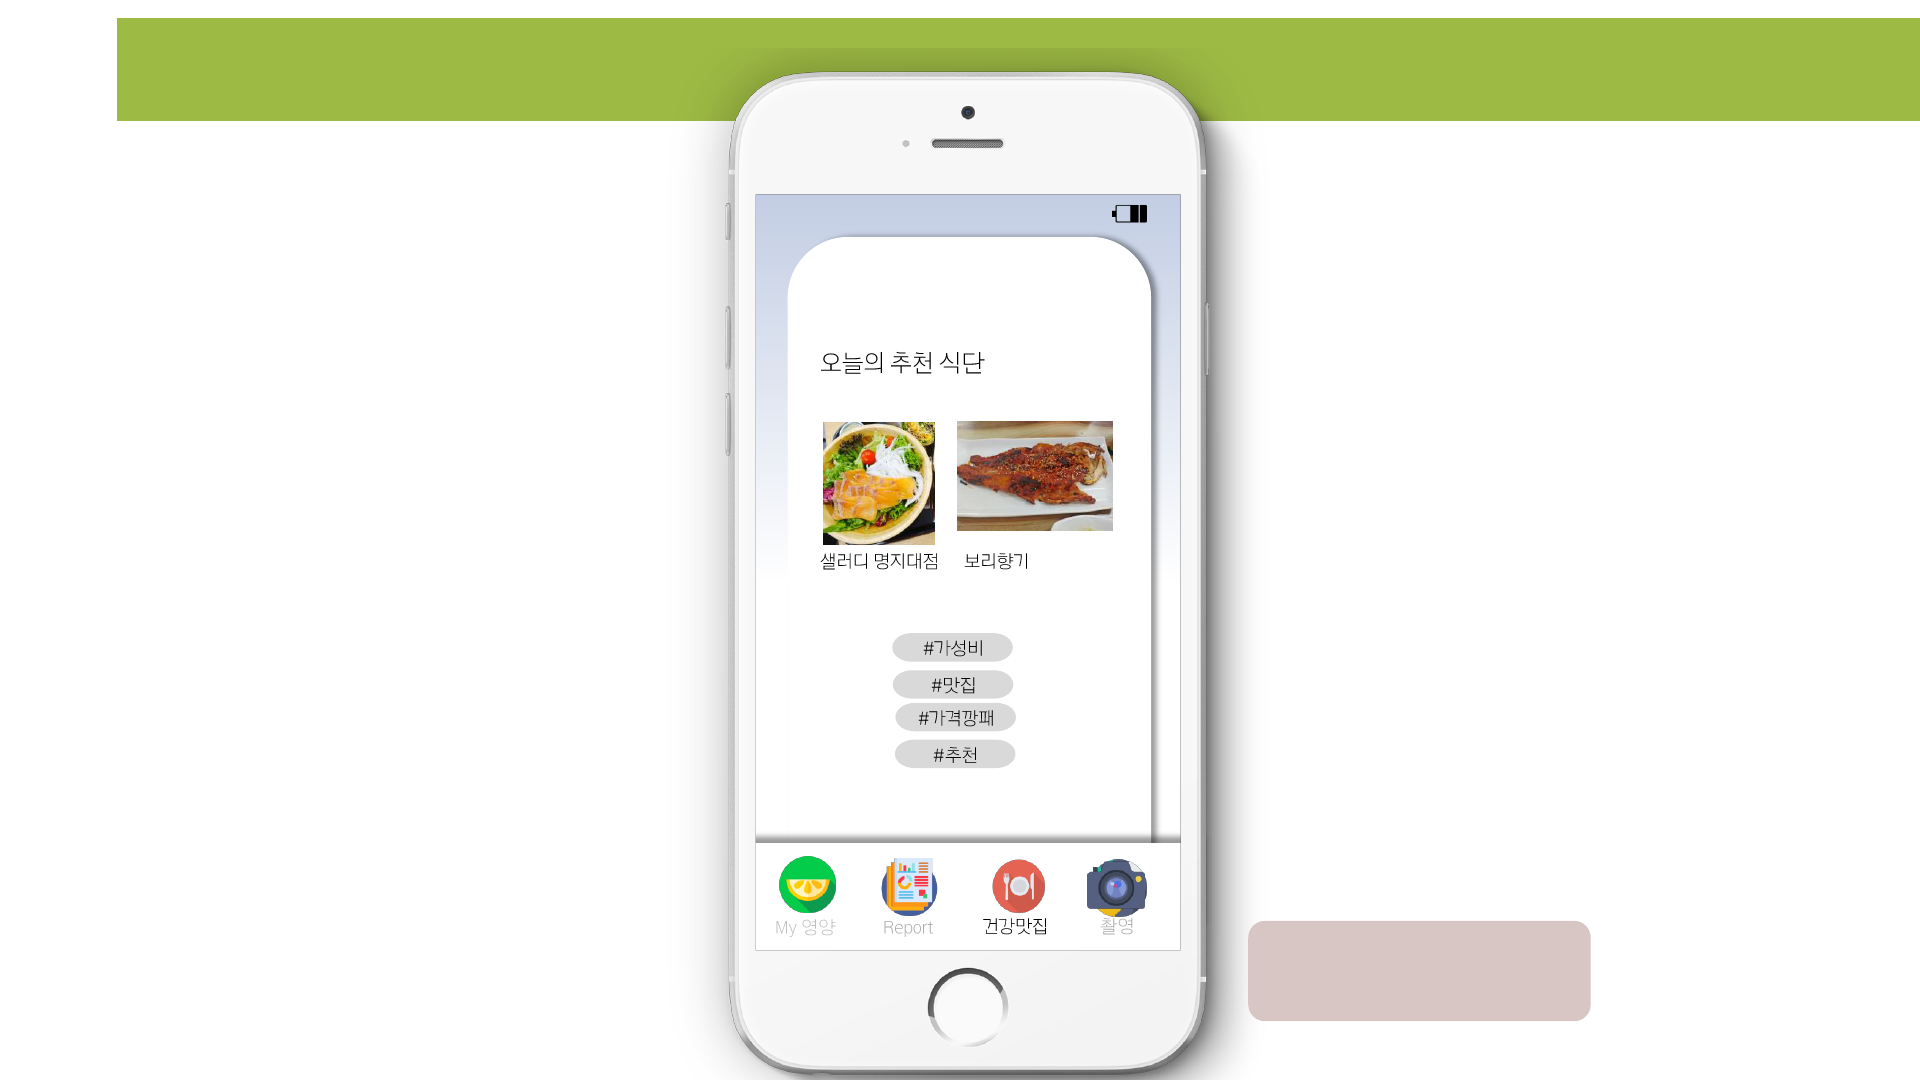 오늘의 추천 식단
샐러디 명지대점
보리향기
#가성비
#맛집
#가격깡패
#추천
My 영양
Report
건강맛집
촬영